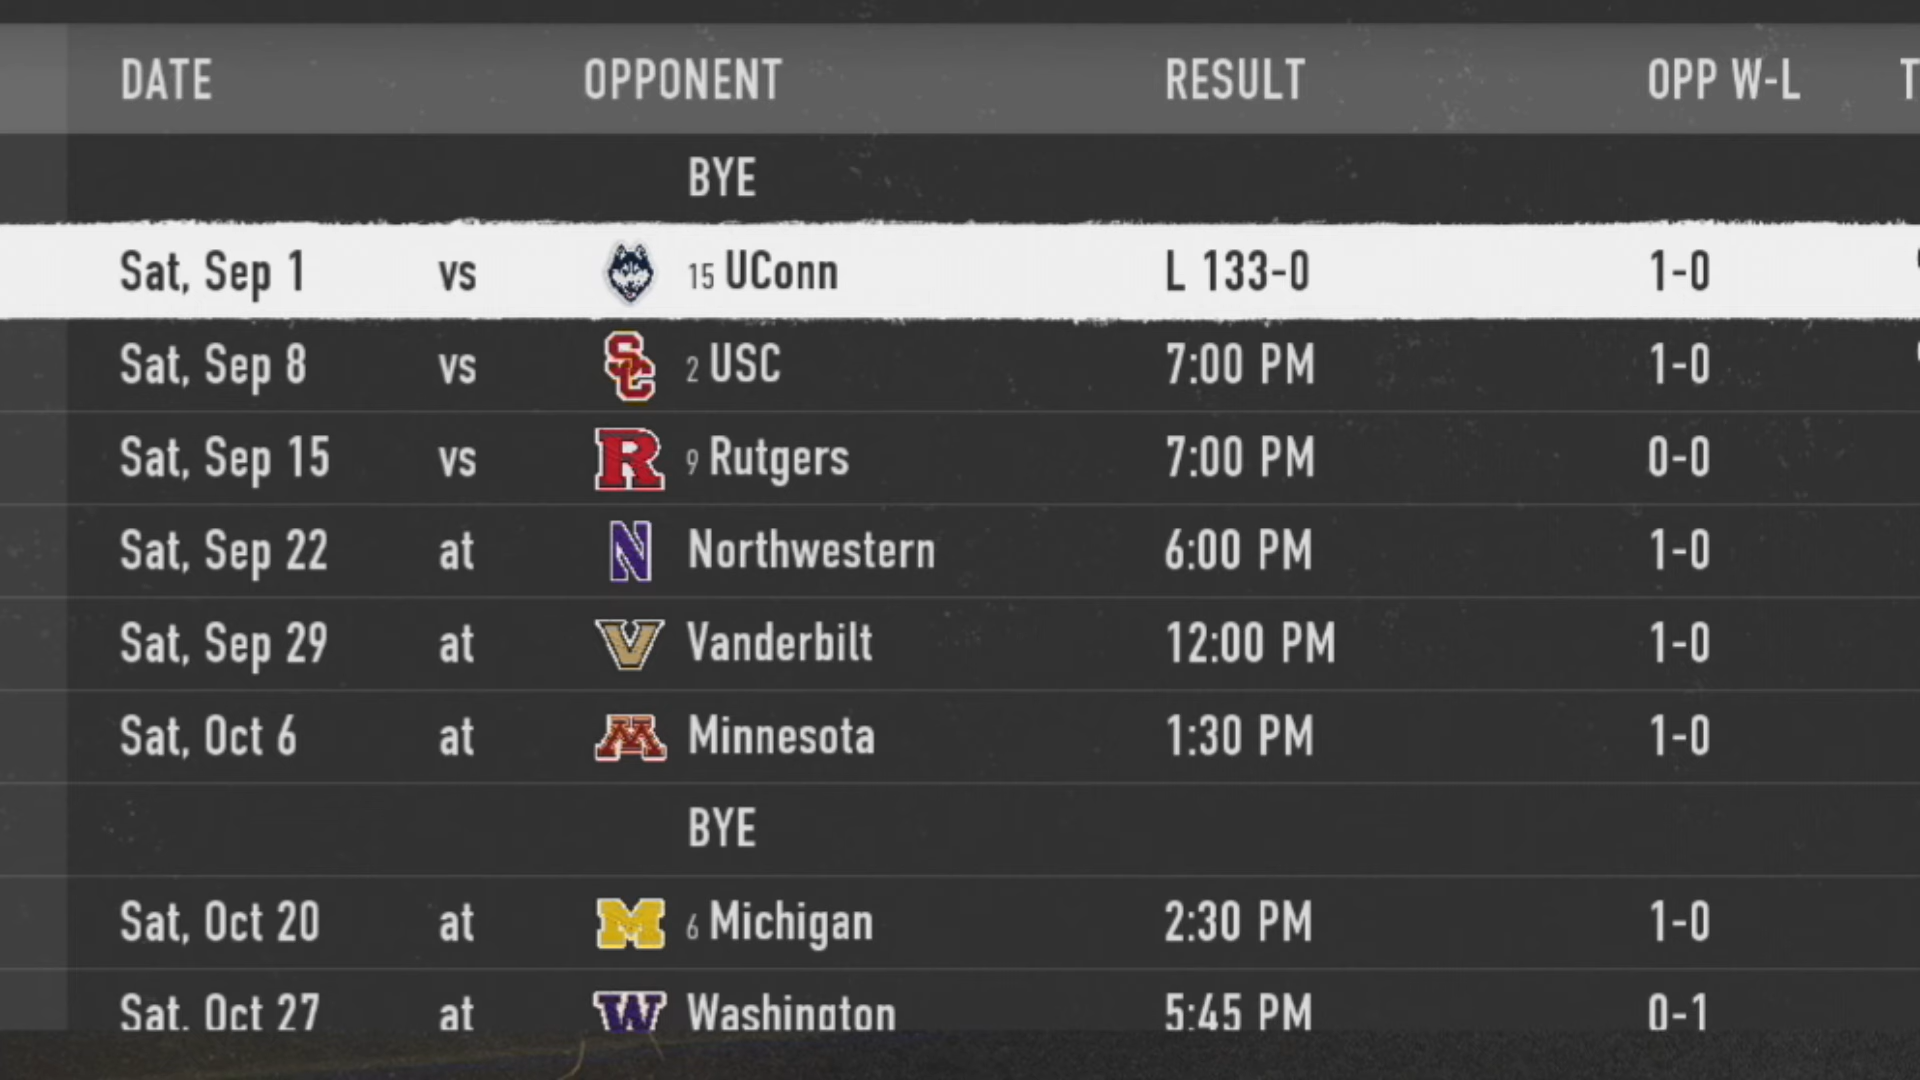 DATE OPPONENT RESULT OPP W-L T
BYE
Sat, Sep 1 vs 15 UConn L 133-0 1-0
Sat, Sep 8 vs SC 2 USC 7:00 PM 1-0
Sat, Sep 15 vs R 9 Rutgers 7:00 PM 0-0
Sat, Sep 22 at N Northwestern 6:00 PM 1-0
Sat, Sep 29 at V Vanderbilt 12:00 PM 1-0
Sat, Oct 6 at M Minnesota 1:30 PM 1-0
BYE
Sat, Oct 20 at M 6 Michigan 2:30 PM 1-0
Sat, Oct 27 at W Washington 5:45 PM 0-1